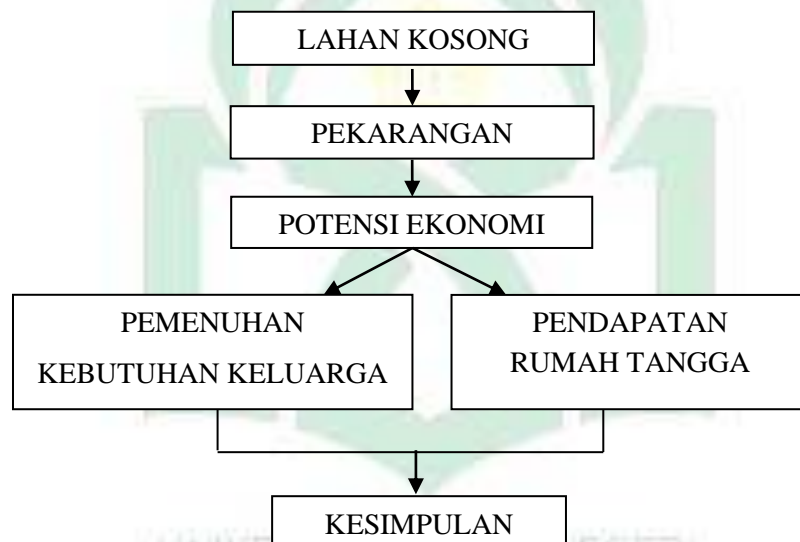 LAHAN KOSONG
PEKARANGAN
POTENSI EKONOMI
PEMENUHAN
KEBUTUHAN KELUARGA
PENDAPATAN
RUMAH TANGGA
KESIMPULAN